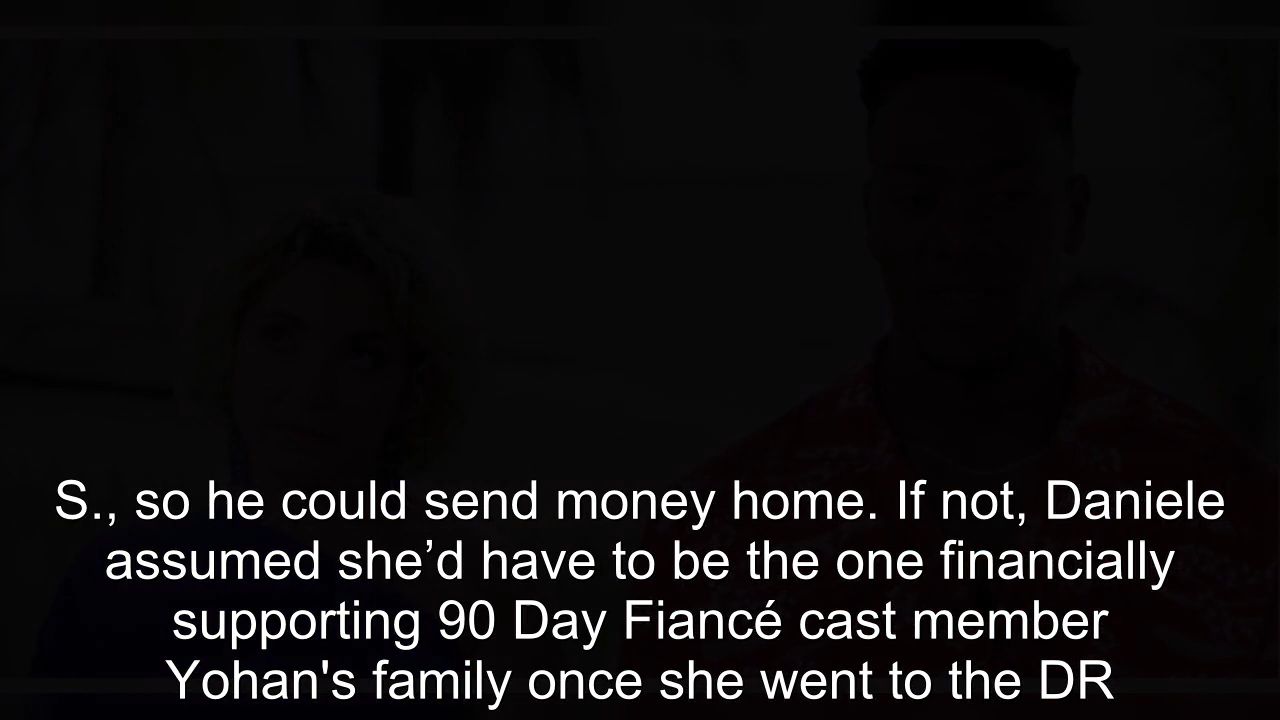 S., so he could send money home. If not, Daniele
assumed she’d have to be the one financially
supporting 90 Day Fiancé cast member
Yohan's family once she went to the DR